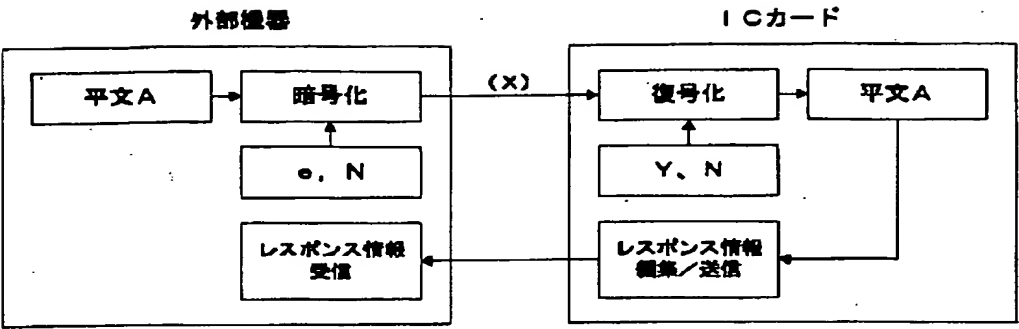 外部機器
ICカード
平文A
暗号化
(X)
復号化
平文A
e, N
Y、N
レスポンス情報
受信
レスポンス情報
編集／送信